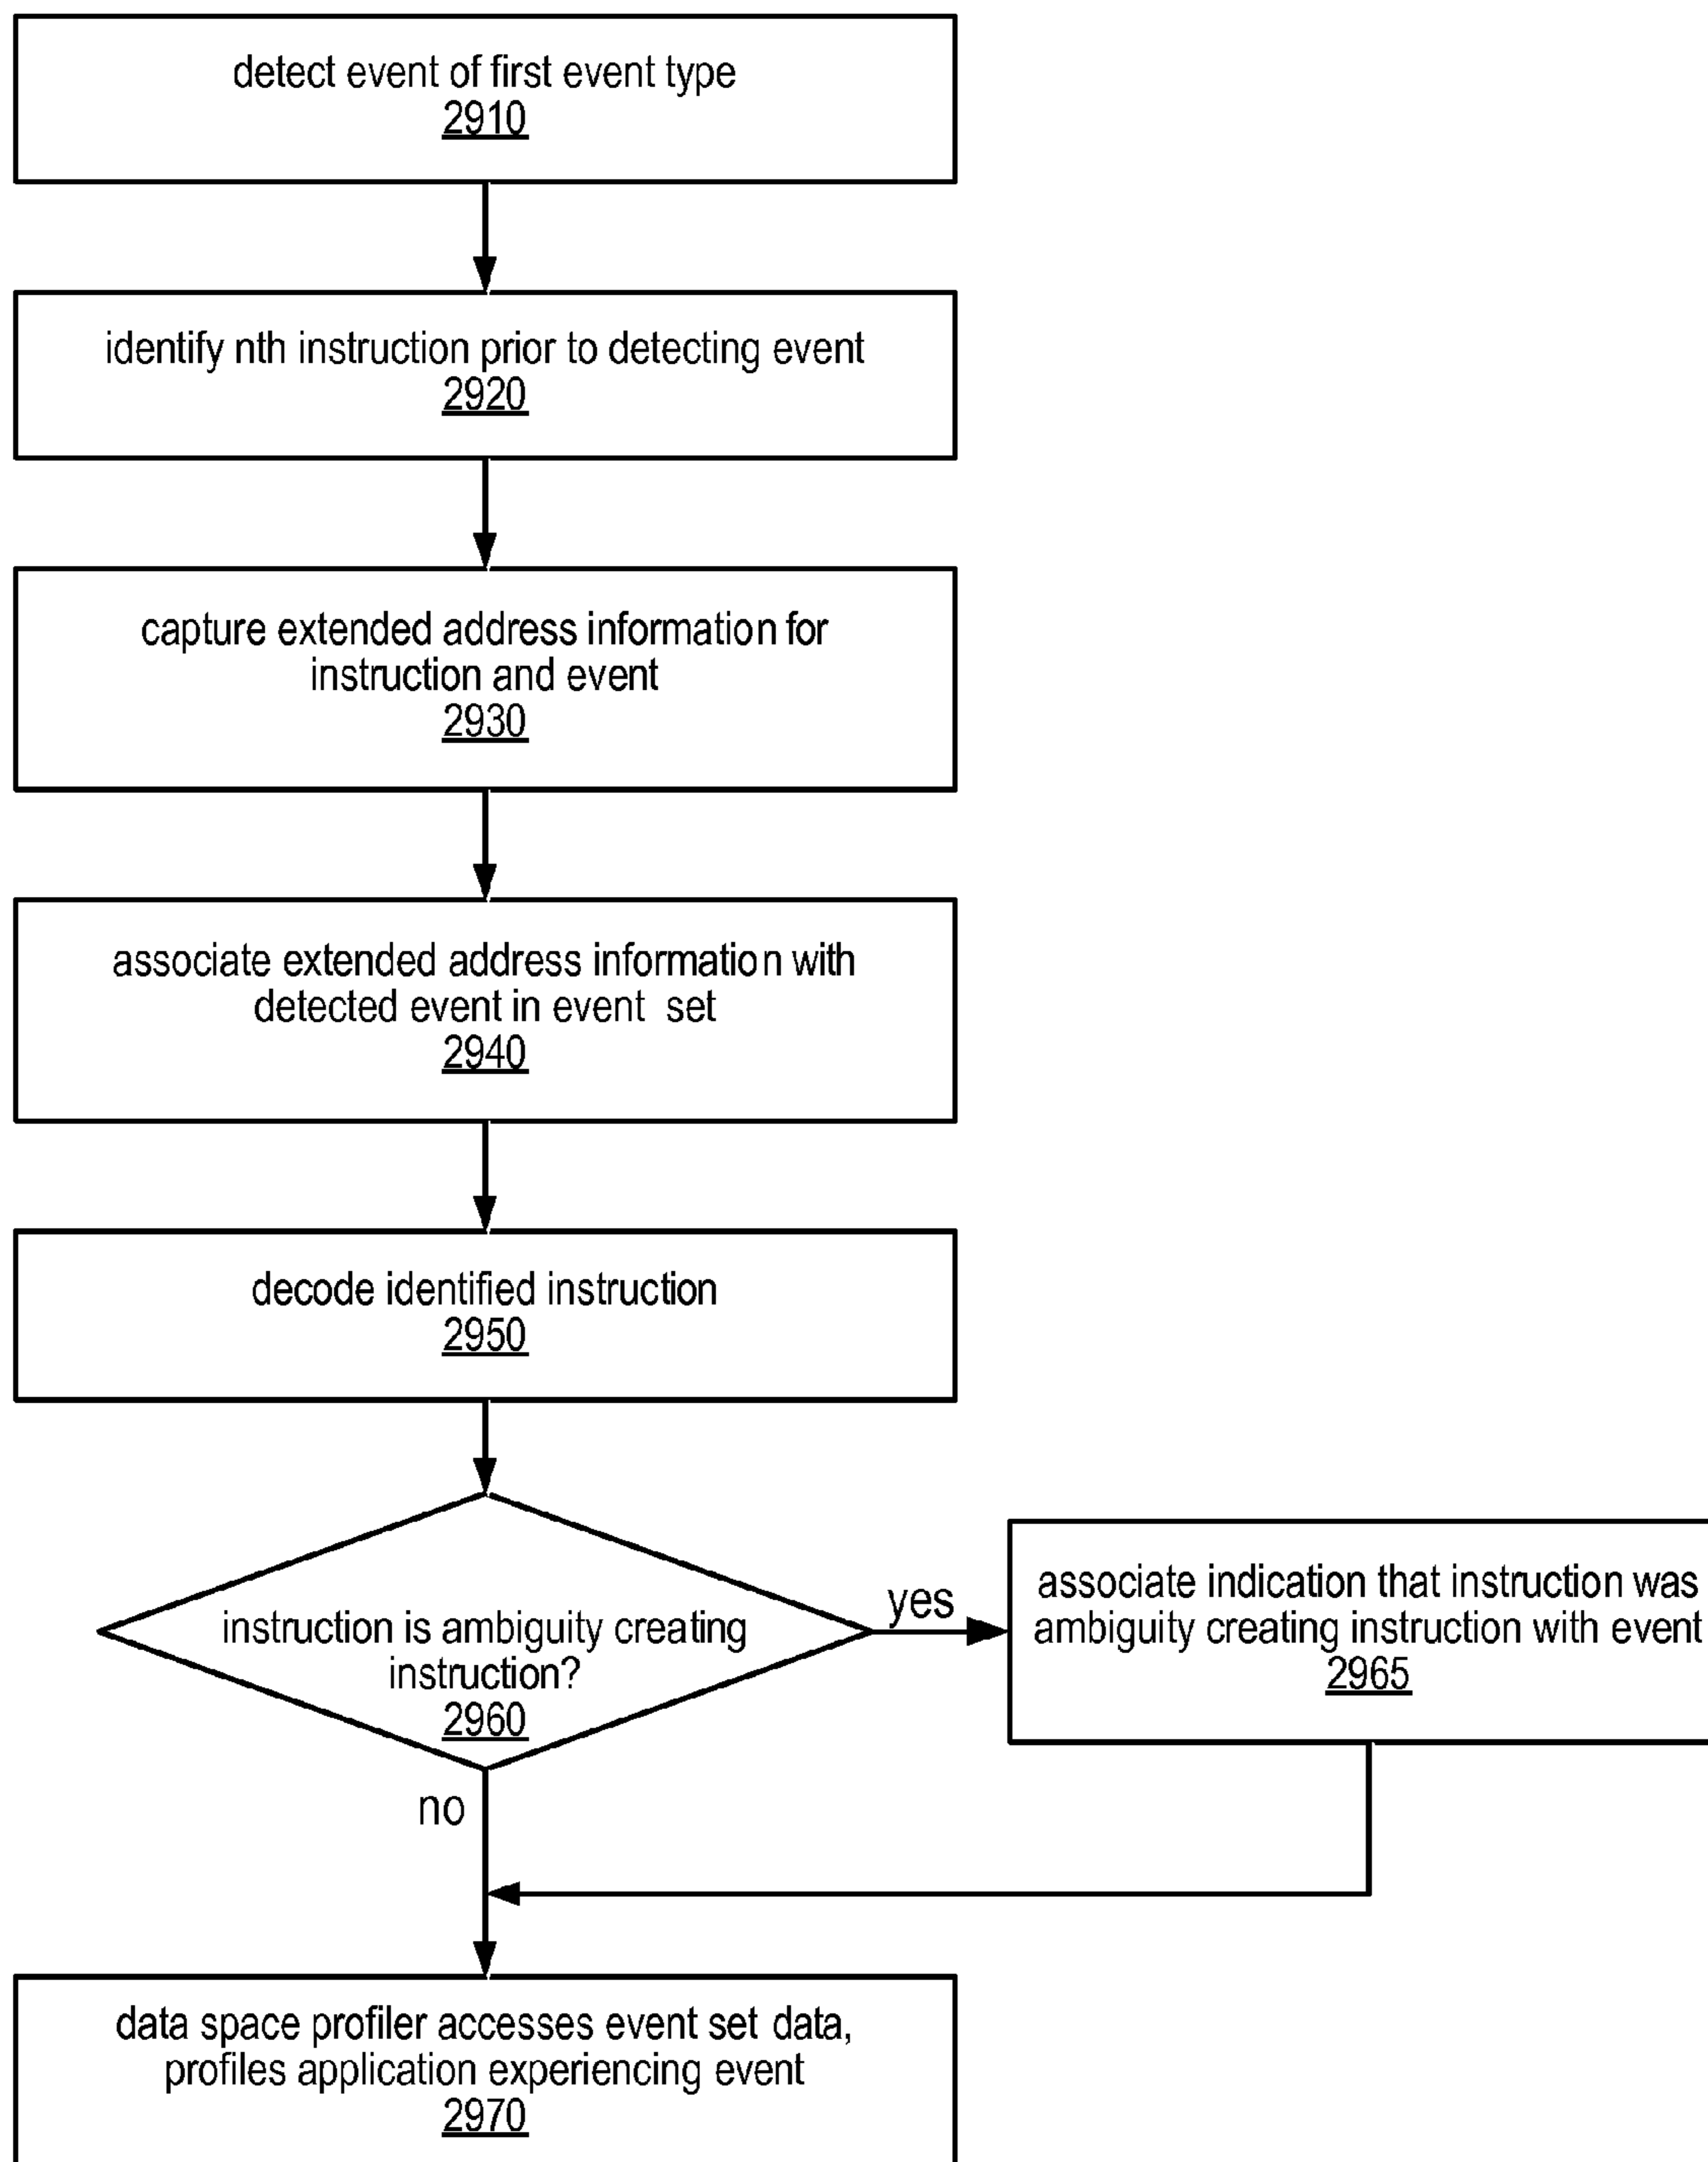 detect event of first event type
2910
identify nth instruction prior to detecting event
2920
capture extended address information for
instruction and event
2930
associate extended address information with
detected event in event set
2940
decode identified instruction
2950
instruction is ambiguity creating
instruction?
2960
yes
associate indication that instruction was
ambiguity creating instruction with event
2965
no
data space profiler accesses event set data,
profiles application experiencing event
2970